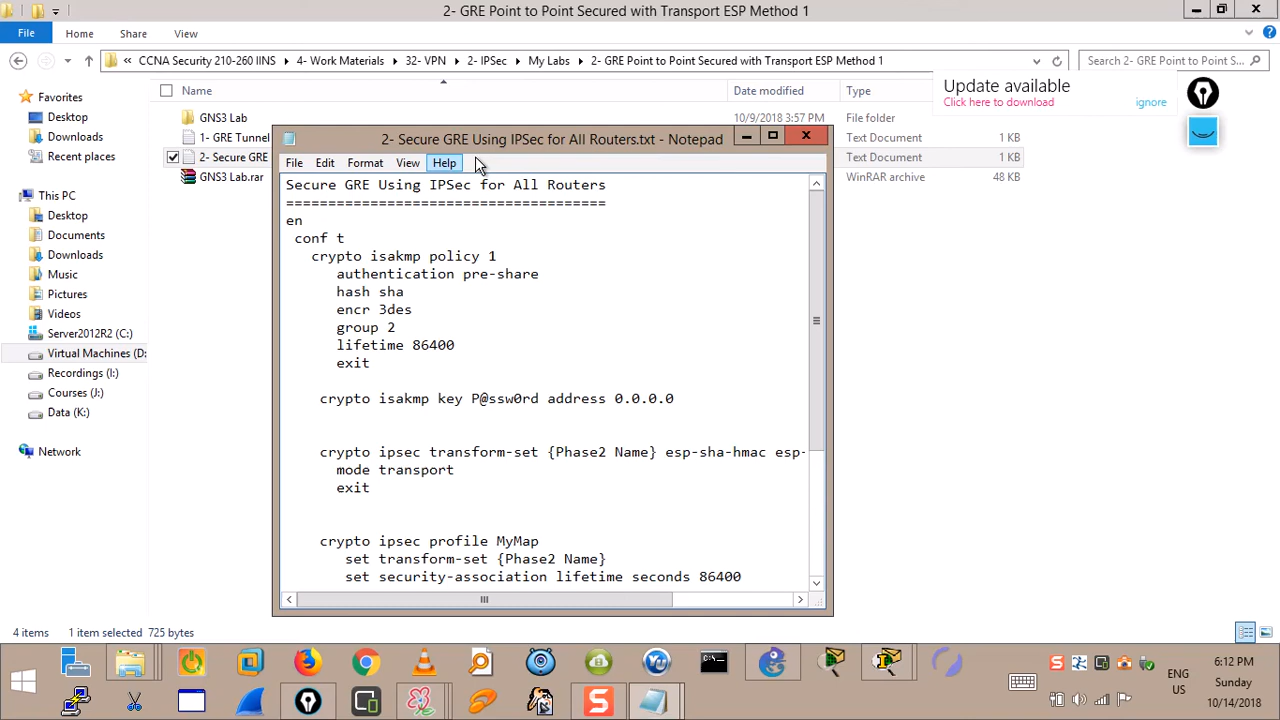 2- GRE Point to Point Secured with Transport ESP Method 1
File Home Share View
CCNA Security 210-260 IINS 4- Work Materials 32- VPN 2- IPSec My Labs 2- GRE Point to Point Secured with Transport ESP Method 1
Search 2- GRE Point to Point S...
Name Date modified Type
Update available
Click here to download ignore
Favorites
Desktop
Downloads
Recent places
This PC
Desktop
Documents
Downloads
Music
Pictures
Videos
Server2012R2 (C:)
Virtual Machines (D:
Recordings (I:)
Courses (J:)
Data (K:)
Network
GNS3 Lab 10/9/2018 3:57 PM File folder
1- GRE Tunnel Text Document 1 KB
2- Secure GRE Text Document 1 KB
GNS3 Lab.rar WinRAR archive 48 KB
2- Secure GRE Using IPSec for All Routers.txt - Notepad
File Edit Format View Help
Secure GRE Using IPSec for All Routers
======================================
en
conf t
crypto isakmp policy 1
authentication pre-share
hash sha
encr 3des
group 2
lifetime 86400
exit
crypto isakmp key P@ssw0rd address 0.0.0.0
crypto ipsec transform-set {Phase2 Name} esp-sha-hmac esp-
mode transport
exit
crypto ipsec profile MyMap
set transform-set {Phase2 Name}
set security-association lifetime seconds 86400
4 items 1 item selected 725 bytes
ENG
US
6:12 PM
Sunday
10/14/2018